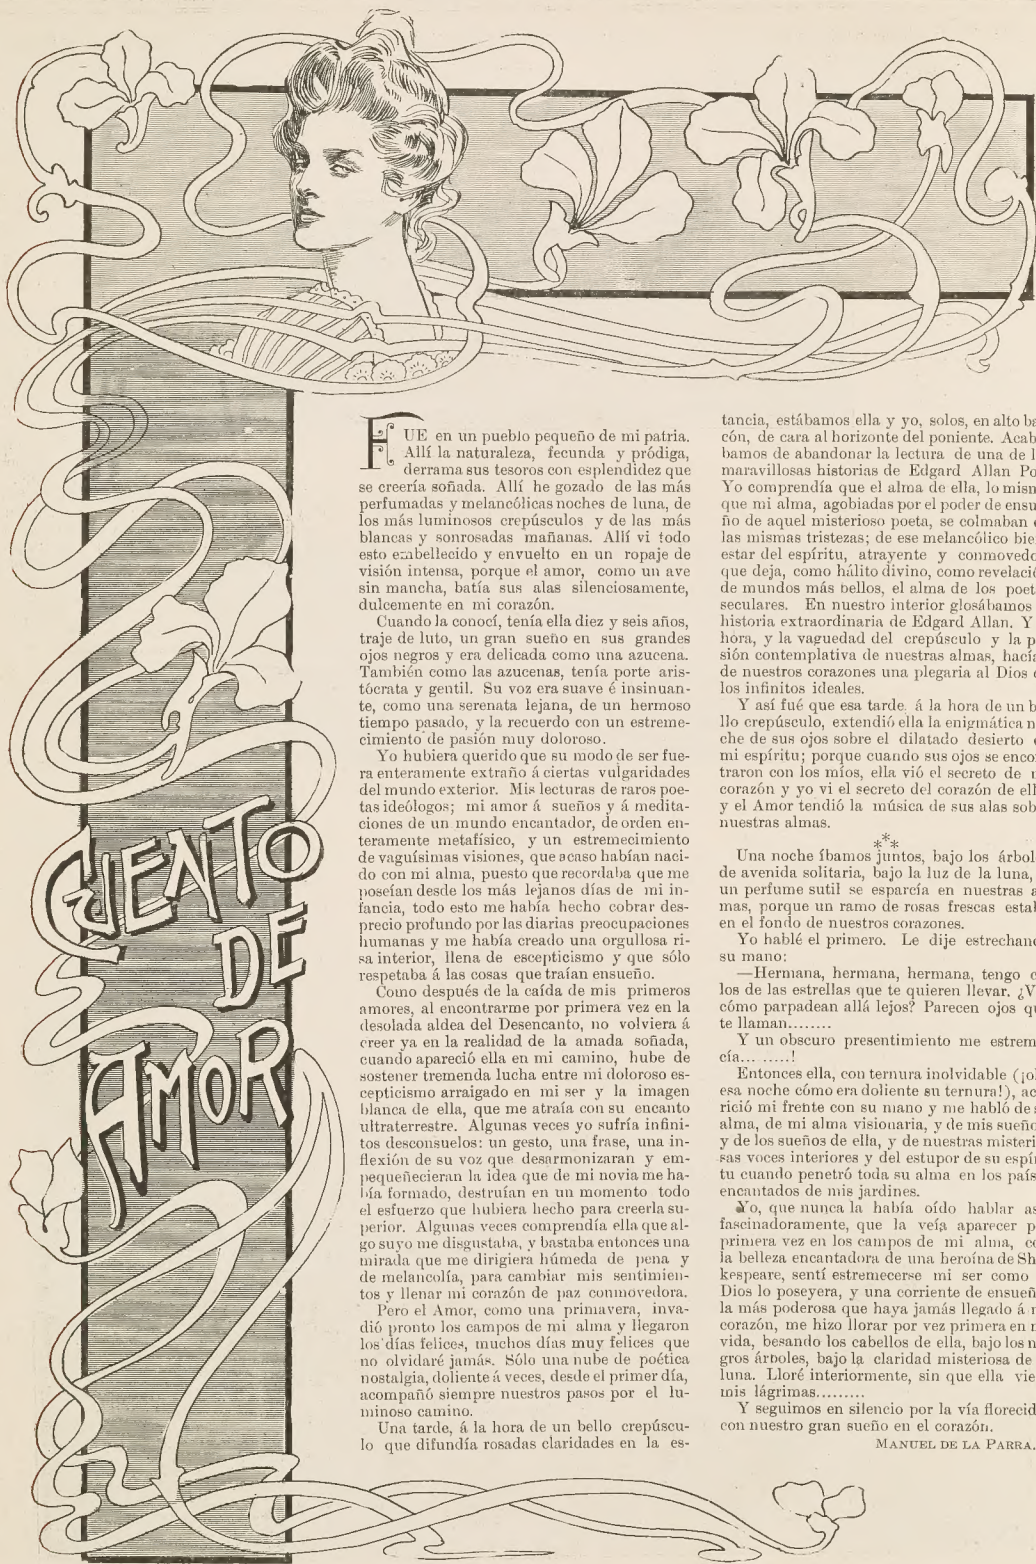 CUENTO
DE
AMOR
FUE en un pueblo pequeño de mi patria.
Allí la naturaleza, fecunda y pródiga,
derrama sus tesoros con esplendidez que
se creería soñada. Allí he gozado de las más
perfumadas y melancólicas noches de luna, de
los más luminosos crepúsculos y de las más
blancas y sonrosadas mañanas. Allí vi todo
esto embellecido y envuelto en un ropaje de
visión intensa, porque el amor, como un ave
sin mancha, batía sus alas silenciosamente,
dulcemente en mi corazón.
Cuando la conocí, tenía ella diez y seis años,
traje de luto, un gran sueño en sus grandes
ojos negros y era delicada como una azucena.
También como las azucenas, tenía porte aris-
tócrata y gentil. Su voz era suave é insinuan-
te, como una serenata lejana, de un hermoso
tiempo pasado, y la recuerdo con un estreme-
cimiento de pasión muy doloroso.
Yo hubiera querido que su modo de ser fue-
ra enteramente extraño á ciertas vulgaridades
del mundo exterior. Mis lecturas de raros poe-
tas ideólogos; mi amor á sueños y á medita-
ciones de un mundo encantador, de orden en-
teramente metafísico, y un estremecimiento
de vaguísimas visiones, que acaso habían naci-
do con mi alma, puesto que recordaba que me
poseían desde los más lejanos días de mi in-
fancia, todo esto me había hecho cobrar des-
precio profundo por las diarias preocupaciones
humanas y me había creado una orgullosa ri-
sa interior, llena de escepticismo y que sólo
respetaba á las cosas que traían ensueño.
Como después de la caída de mis primeros
amores, al encontrarme por primera vez en la
desolada aldea del Desencanto, no volviera á
creer ya en la realidad de la amada soñada,
cuando apareció ella en mi camino, hube de
sostener tremenda lucha entre mi doloroso es-
cepticismo arraigado en mi ser y la imagen
blanca de ella, que me atraía con su encanto
ultraterrestre. Algunas veces yo sufría infini-
tos desconsuelos: un gesto, una frase, una in-
flexión de su voz que desarmonizaran y em-
pequeñecieran la idea que de mi novia me ha-
bía formado, destruían en un momento todo
el esfuerzo que hubiera hecho para creerla su-
perior. Algunas veces comprendía ella que al-
go suyo me disgustaba, y bastaba entonces una
mirada que me dirigiera húmeda de pena y
de melancolía, para cambiar mis sentimien-
tos y llenar mi corazón de paz conmovedora.
Pero el Amor, como una primavera, inva-
dió pronto los campos de mi alma y llegaron
los días felices, muchos días muy felices que
no olvidaré jamás. Sólo una nube de poética
nostalgia, doliente á veces, desde el primer día,
acompañó siempre nuestros pasos por el lu-
minoso camino.
Una tarde, á la hora de un bello crepúscu-
lo que difundía rosadas claridades en la es-
tancia, estábamos ella y yo, solos, en alto
cón, de cara al horizonte del poniente.
bamos de abandonar la lectura de una de
maravillosas historias de Edgard Allan
Yo comprendía que el alma de ella, lo
que mi alma, agobiadas por el poder de
ño de aquel misterioso poeta, se colmaban
las mismas tristezas; de ese melancólico
estar del espíritu, atrayente y
que deja, como hálito divino, como
de mundos más bellos, el alma de los
seculares. En nuestro interior glosábamos
historia extraordinaria de Edgard Allan. Y
hora, y la vaguedad del crepúsculo y la
sión contemplativa de nuestras almas,
de nuestros corazones una plegaria al Dios
los infinitos ideales.
Y así fué que esa tarde á la hora de un
llo crepúsculo, extendió ella la enigmática
che de sus ojos sobre el dilatado desierto
mi espíritu; porque cuando sus ojos se
traron con los míos, ella vió el secreto de
corazón y yo vi el secreto del corazón de
y el Amor tendió la música de sus alas
nuestras almas.
***
Una noche íbamos juntos, bajo los
de avenida solitaria, bajo la luz de la luna,
un perfume sutil se esparcía en nuestras
mas, porque un ramo de rosas frescas
en el fondo de nuestros corazones.
Yo hablé el primero. Le dije
su mano:
—Hermana, hermana, hermana, tengo
los de las estrellas que te quieren llevar.
cómo parpadean allá lejos? Parecen ojos
te llaman........
Y un obscuro presentimiento me
cía... .....!
Entonces ella, con ternura inolvidable
esa noche cómo era doliente su ternura!),
rició mi frente con su mano y me habló de
alma, de mi alma visionaria, y de mis
y de los sueños de ella, y de nuestras
sas voces interiores y del estupor de su
tu cuando penetró toda su alma en los
encantados de mis jardines.
Yo, que nunca la había oído hablar
fascinadoramente, que la veía aparecer
primera vez en los campos de mi alma,
la belleza encantadora de una heroína de
kespeare, sentí estremecerse mi ser como
Dios lo poseyera, y una corriente de
la más poderosa que haya jamás llegado á
corazón, me hizo llorar por vez primera en
vida, besando los cabellos de ella, bajo los
gros árboles, bajo la claridad misteriosa de
luna. Lloré interiormente, sin que ella
mis lágrimas.........
Y seguimos en silencio por la vía
con nuestro gran sueño en el corazón.
MANUEL DE LA PARRA.